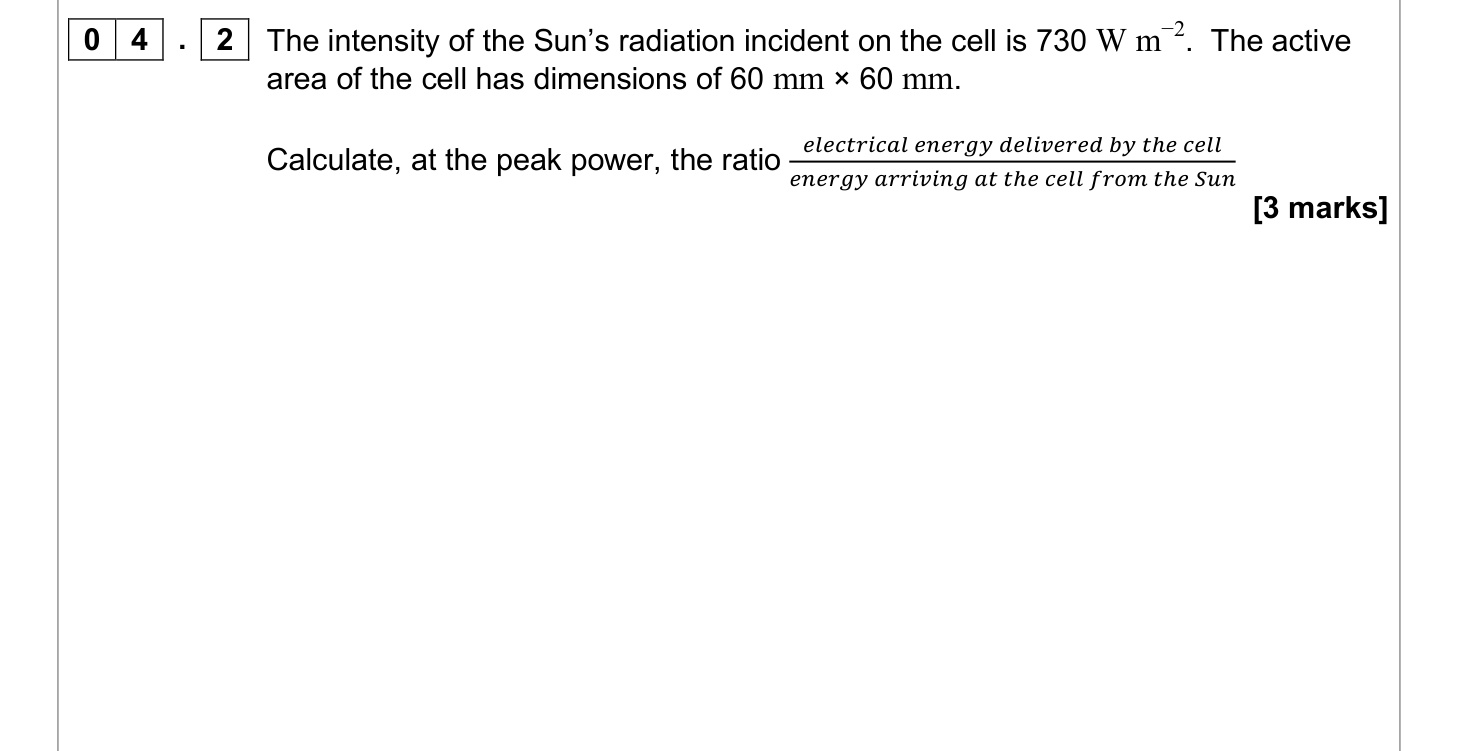 04.2 The intensity of the Sun’s radiation incident on the cell is 730 W m⁻². The active
area of the cell has dimensions of 60 mm × 60 mm.
Calculate, at the peak power, the ratio electrical energy delivered by the cell / energy arriving at the cell from the Sun
[3 marks]